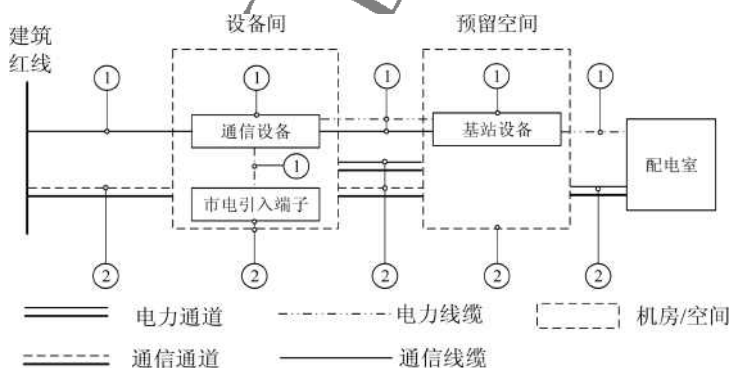 设备间
预留空间
建筑
红线
① ① ① ① ①
通信设备
基站设备
①
配电室
市电引入端子
② ② ② ② ②
电力通道
电力线缆
机房/空间
通信通道
通信线缆